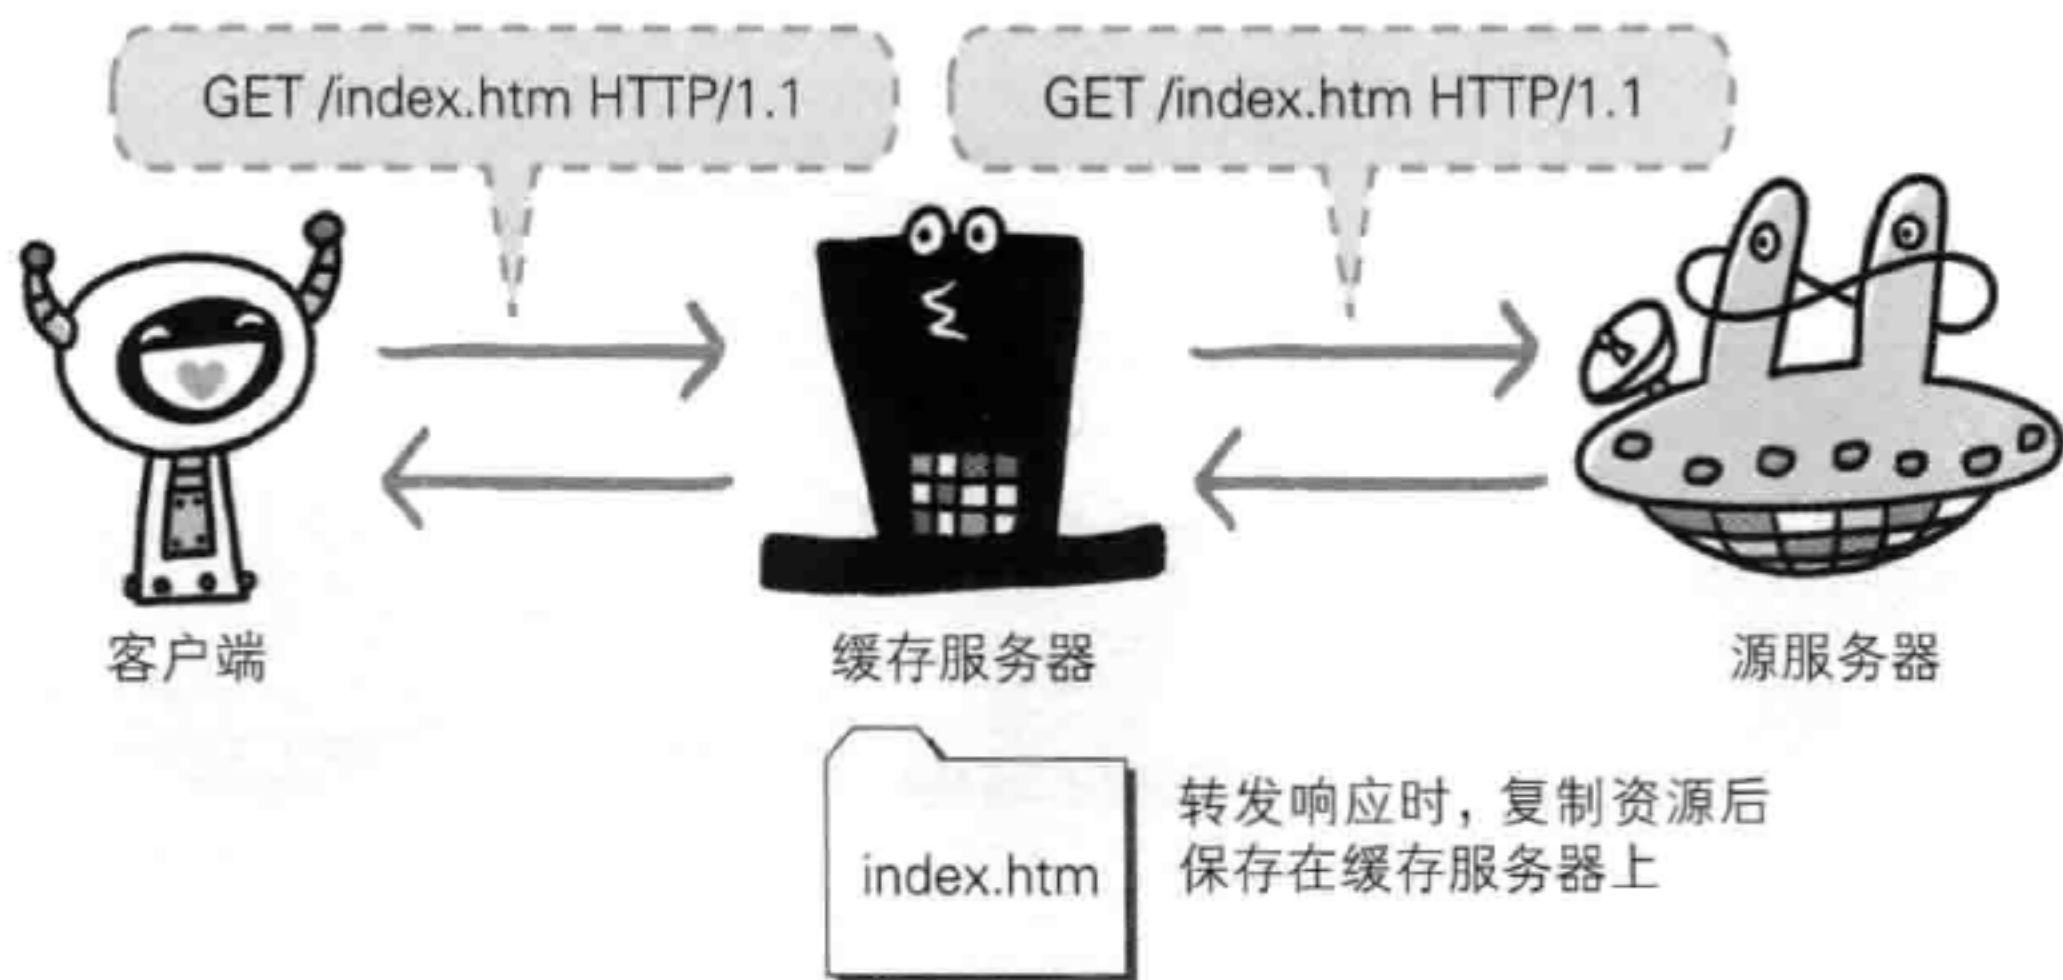 GET /index.htm HTTP/1.1
GET /index.htm HTTP/1.1
客户端
缓存服务器
源服务器
index.htm
转发响应时，复制资源后
保存在缓存服务器上